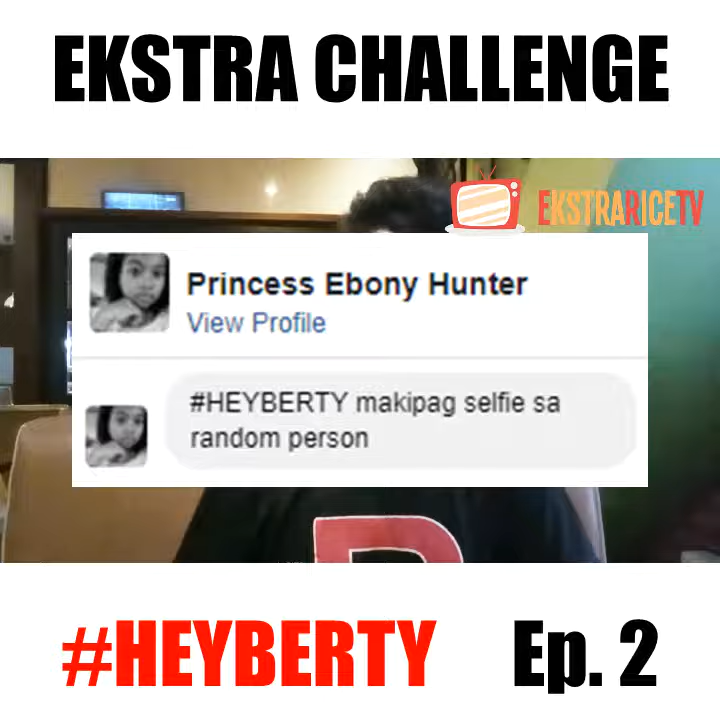 EKSTRA CHALLENGE
EKSTRARICETV
Princess Ebony Hunter
View Profile
#HEYBERTY makipag selfie sa
random person
#HEYBERTY Ep. 2